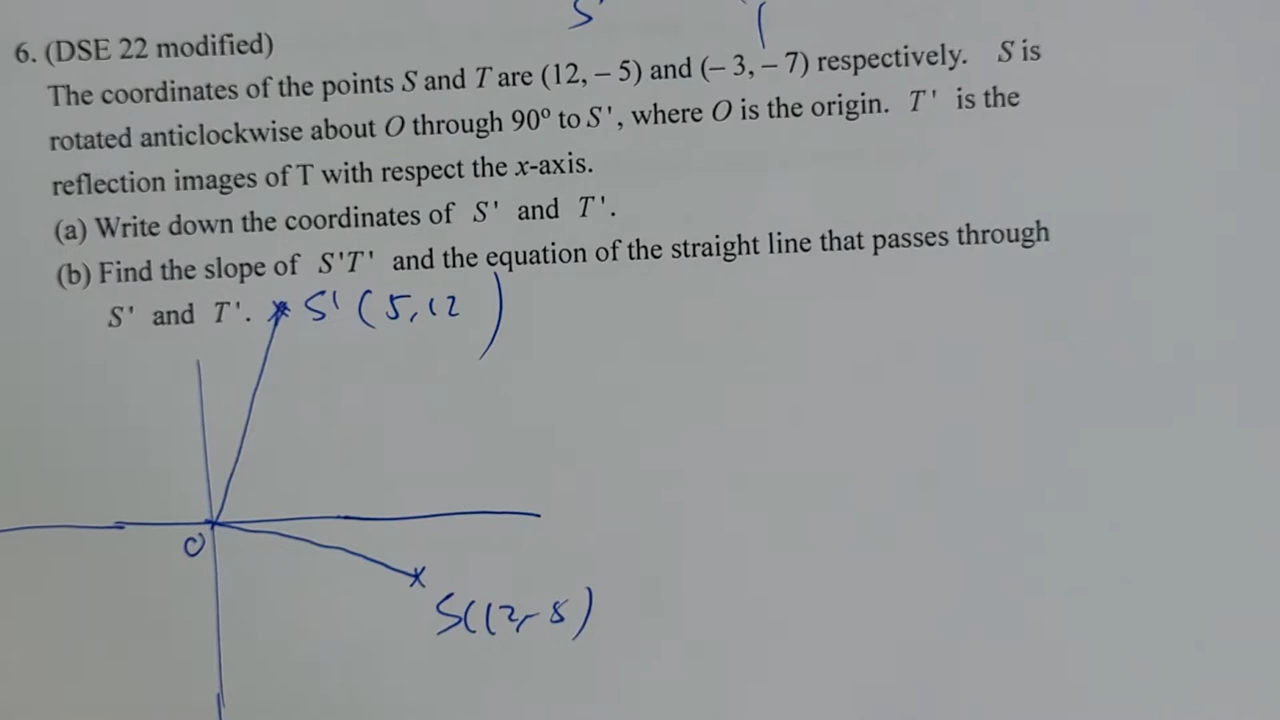 S T
6. (DSE 22 modified)
The coordinates of the points S and T are (12, – 5) and (– 3, – 7) respectively. S is
rotated anticlockwise about O through 90° to S', where O is the origin. T' is the
reflection images of T with respect the x-axis.
(a) Write down the coordinates of S' and T'.
(b) Find the slope of S'T' and the equation of the straight line that passes through
S' and T'.
S' (5,12)
O
S(12,-5)